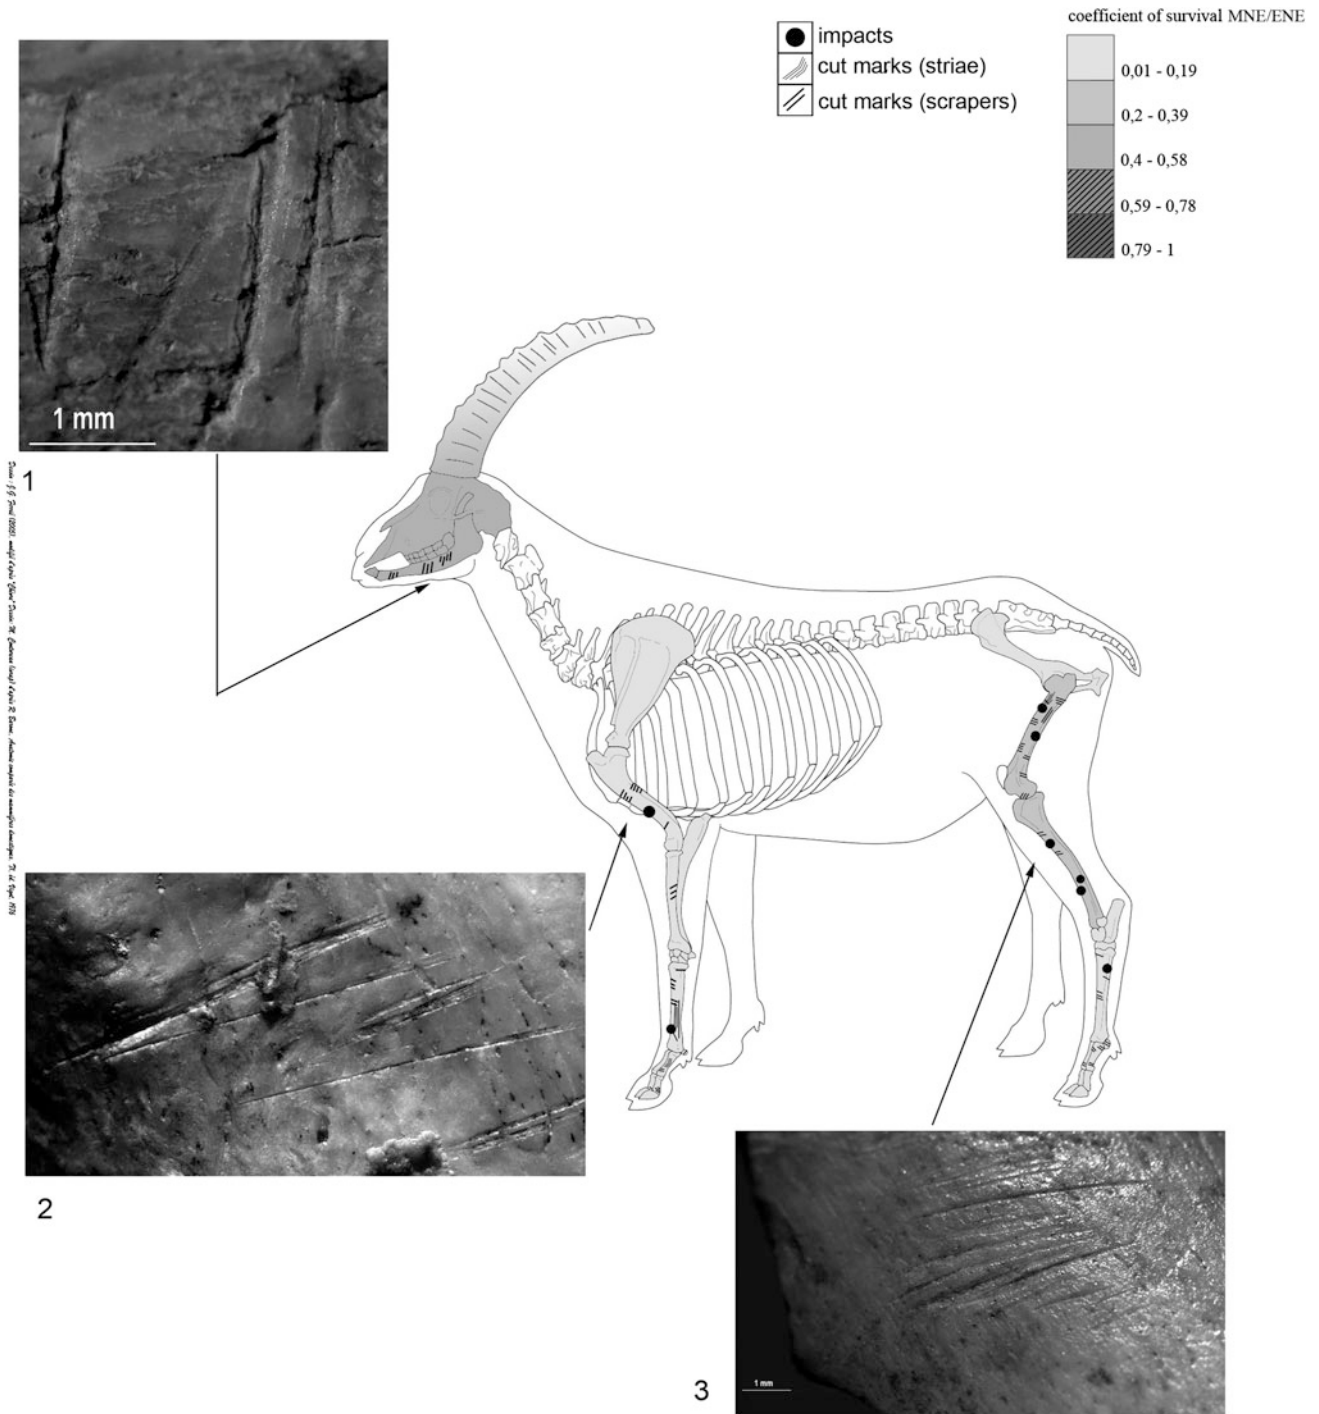 coefficient of survival MNE/ENE
impacts
cut marks (striae)
cut marks (scrapers)
0,01 - 0,19
0,2 - 0,39
0,4 - 0,58
0,59 - 0,78
0,79 - 1
1 mm
1
2
1 mm
3